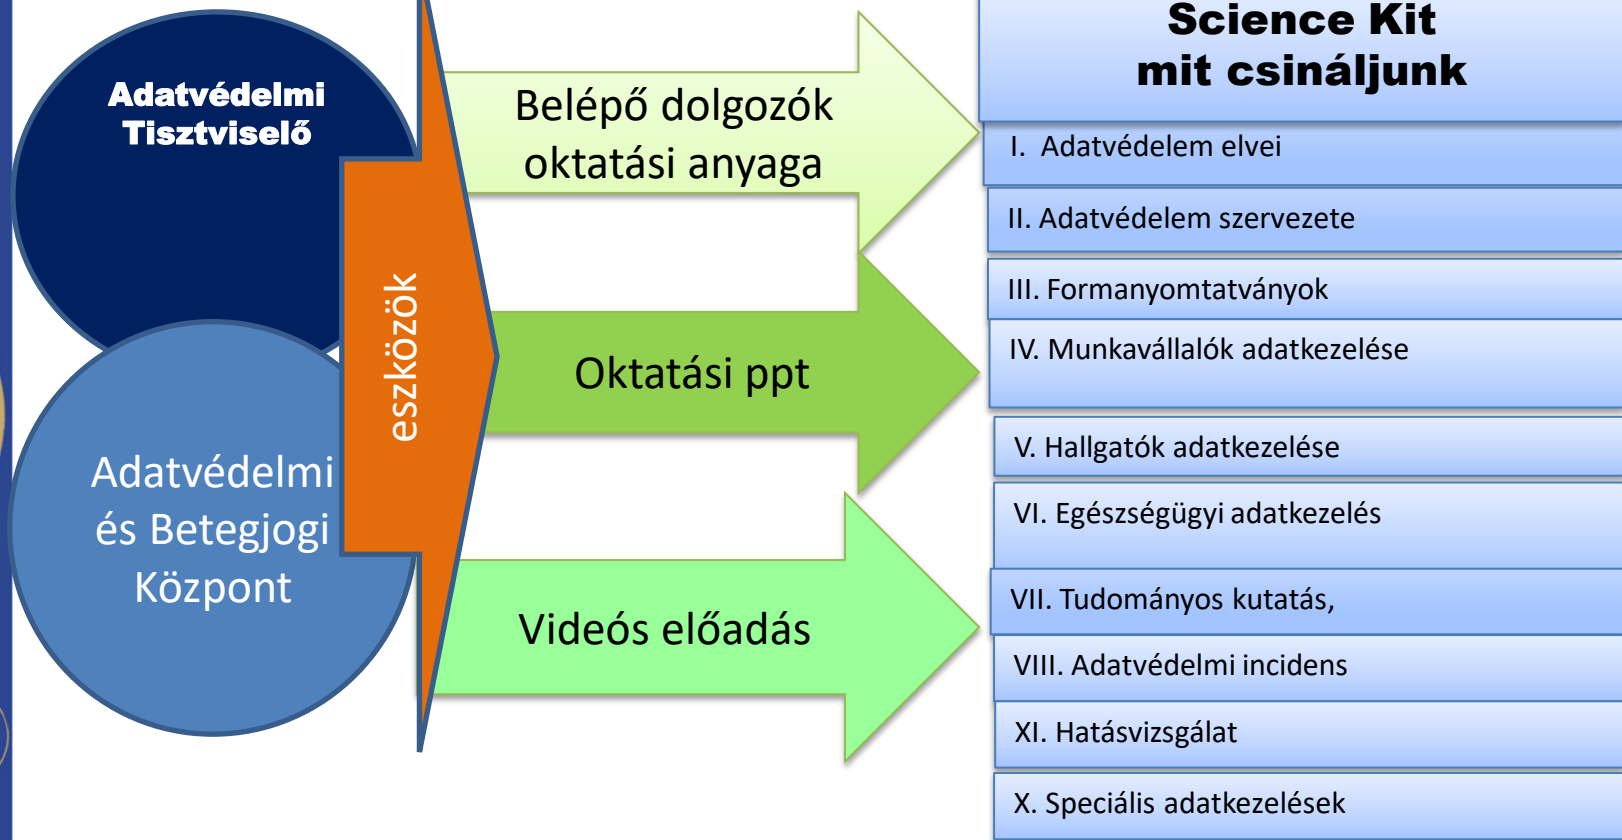 Adatvédelmi
Tisztviselő
Adatvédelmi
és Betegjogi
Központ
eszközök
Belépő dolgozók
oktatási anyaga
Oktatási ppt
Videós előadás
Science Kit
mit csináljunk
I. Adatvédelem elvei
II. Adatvédelem szervezete
III. Formanyomtatványok
IV. Munkavállalók adatkezelése
V. Hallgatók adatkezelése
VI. Egészségügyi adatkezelés
VII. Tudományos kutatás,
VIII. Adatvédelmi incidens
XI. Hatásvizsgálat
X. Speciális adatkezelések